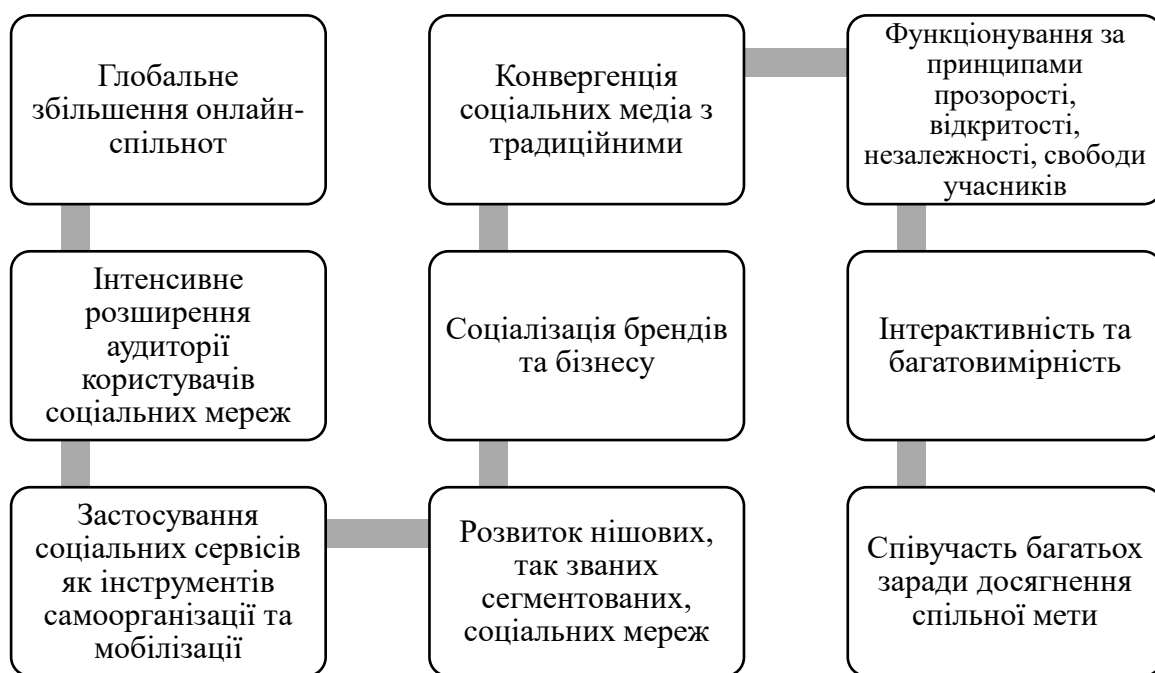 Глобальне
збільшення онлайн-
спільнот
Інтенсивне
розширення
аудиторії
користувачів
соціальних мереж
Застосування
соціальних сервісів
як інструментів
самоорганізації та
мобілізації
Розвиток нішових,
так званих
сегментованих,
соціальних мереж
Соціалізація брендів
та бізнесу
Конвергенція
соціальних медіа з
традиційними
Функціонування за
принципами
прозорості,
відкритості,
незалежності, свободи
учасників
Інтерактивність та
багатовимірність
Співучасть багатьох
заради досягнення
спільної мети